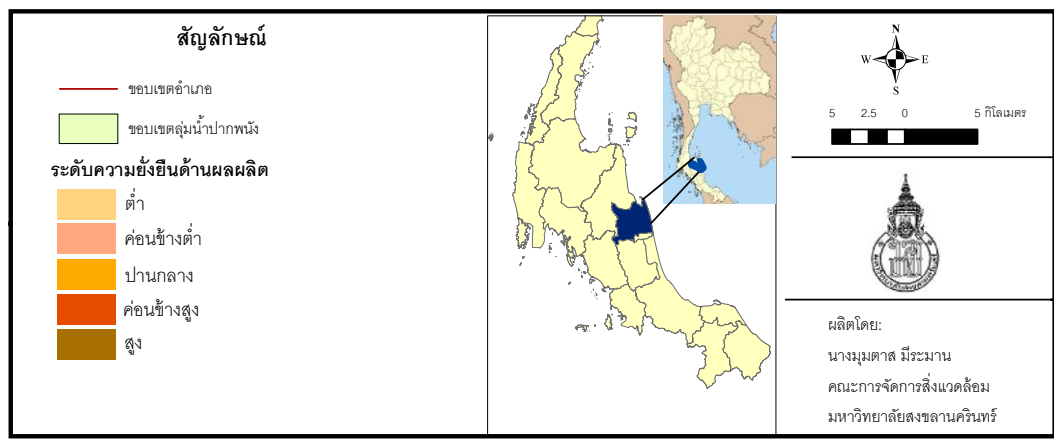 สัญลักษณ์
ขอบเขตอำเภอ
ขอบเขตลุ่มน้ำปากพนัง
ระดับความยั่งยืนด้านผลผลิต
ต่ำ
ค่อนข้างต่ำ
ปานกลาง
ค่อนข้างสูง
สูง
N
W E
S
5 2.5 0 5 กิโลเมตร
ผลิตโดย:
นางมุมตาส มีระมาน
คณะการจัดการสิ่งแวดล้อม
มหาวิทยาลัยสงขลานครินทร์